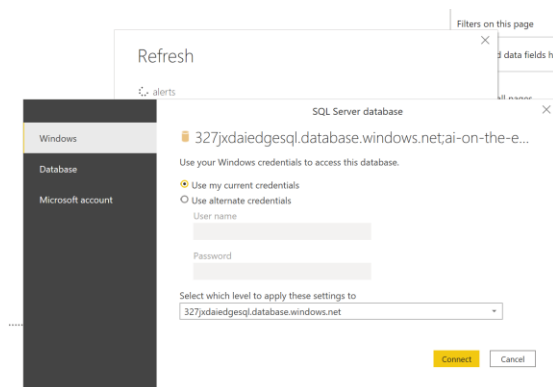 Filters on this page
Refresh
d data fields h
alerts
all pages
SQL Server database
Windows
327jxdaiedgesql.database.windows.net;ai-on-the-e...
Use your Windows credentials to access this database.
Database
Use my current credentials
Microsoft account
Use alternate credentials
User name
Password
Select which level to apply these settings to
327jxdaiedgesql.database.windows.net
Connect
Cancel